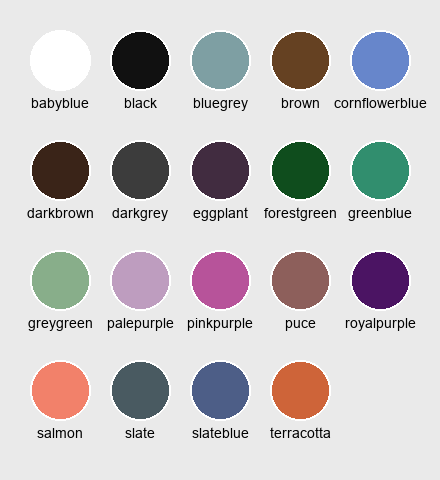 babyblue black bluegrey brown cornflowerblue
darkbrown darkgrey eggplant forestgreen greenblue
greygreen palepurple pinkpurple puce royalpurple
salmon slate slateblue terracotta